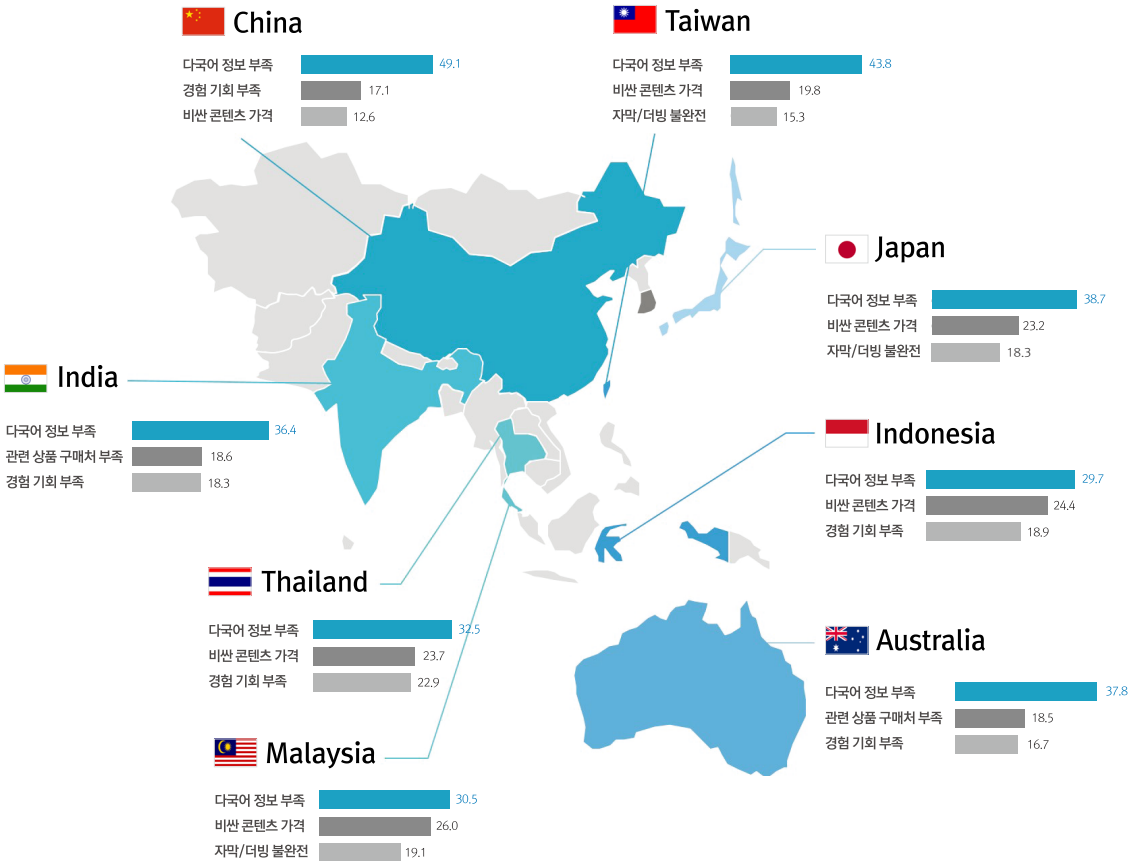 China
다국어 정보 부족 49.1
경험 기회 부족 17.1
비싼 콘텐츠 가격 12.6
Taiwan
다국어 정보 부족 43.8
비싼 콘텐츠 가격 19.8
자막/더빙 불완전 15.3
Japan
다국어 정보 부족 38.7
비싼 콘텐츠 가격 23.2
자막/더빙 불완전 18.3
India
다국어 정보 부족 36.4
관련 상품 구매처 부족 18.6
경험 기회 부족 18.3
Indonesia
다국어 정보 부족 29.7
비싼 콘텐츠 가격 24.4
경험 기회 부족 18.9
Thailand
다국어 정보 부족 32.5
비싼 콘텐츠 가격 23.7
경험 기회 부족 22.9
Australia
다국어 정보 부족 37.8
관련 상품 구매처 부족 18.5
경험 기회 부족 16.7
Malaysia
다국어 정보 부족 30.5
비싼 콘텐츠 가격 26.0
자막/더빙 불완전 19.1